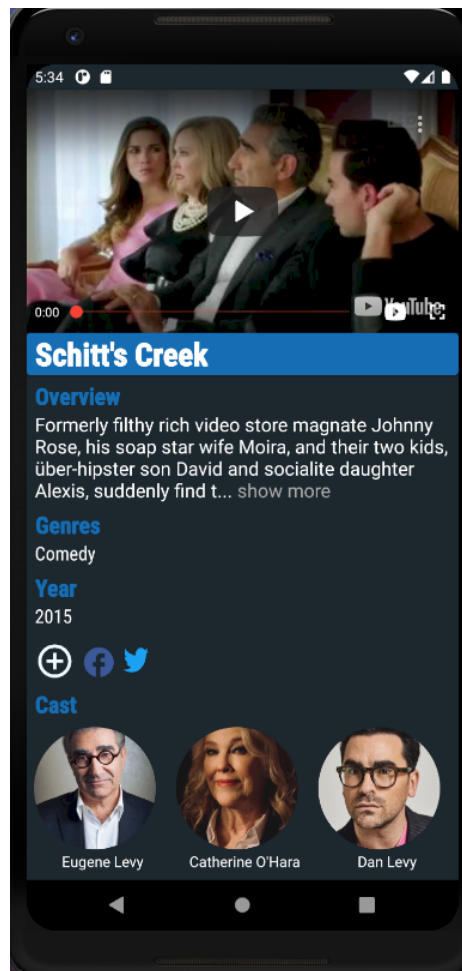 5:34
0:00
YouTube
Schitt's Creek
Overview
Formerly filthy rich video store magnate Johnny
Rose, his soap star wife Moira, and their two kids,
über-hipster son David and socialite daughter
Alexis, suddenly find t... show more
Genres
Comedy
Year
2015
Cast
Eugene Levy
Catherine O'Hara
Dan Levy